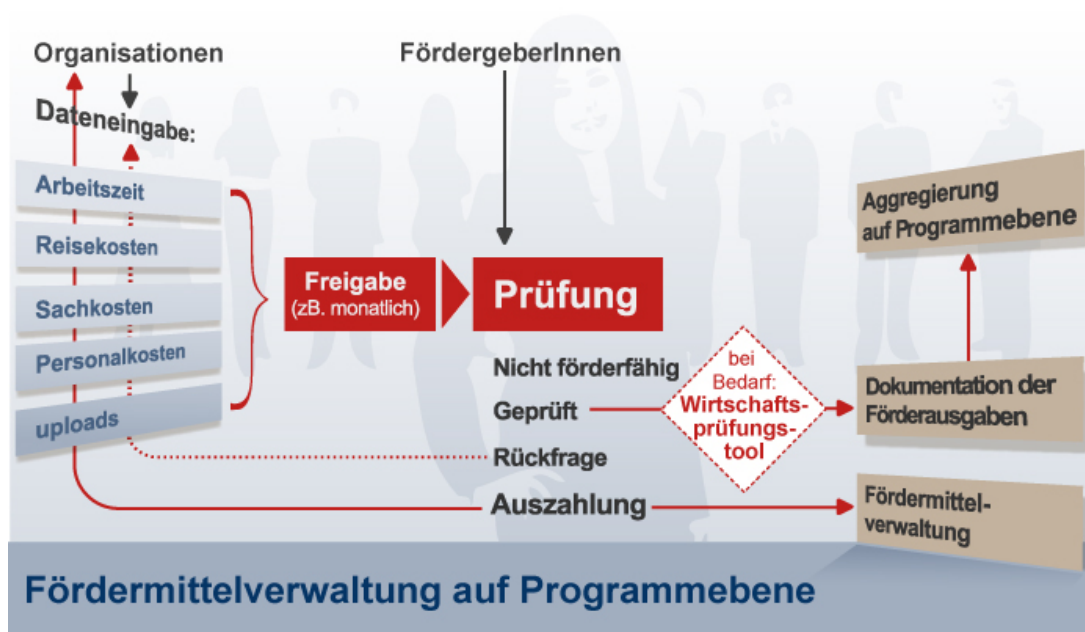 Organisationen
Dateneingabe:
Arbeitszeit
Reisekosten
Sachkosten
Personalkosten
uploads
Freigabe
(zB. monatlich)
FördergeberInnen
Prüfung
Nicht förderfähig
Geprüft
Rückfrage
Auszahlung
bei
Bedarf:
Wirtschafts-
prüfungs-
tool
Aggregierung
auf Programmebene
Dokumentation der
Förderausgaben
Fördermittel-
verwaltung
Fördermittelverwaltung auf Programmebene